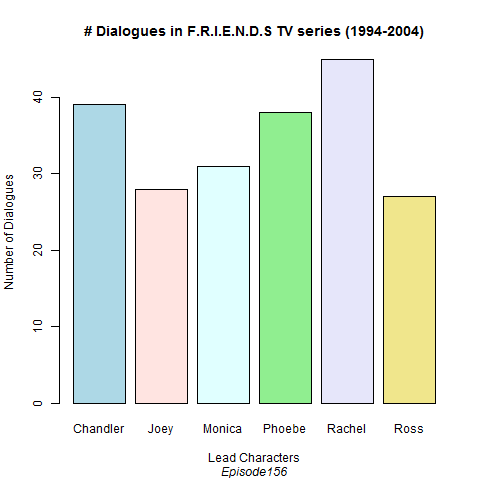 # Dialogues in F.R.I.E.N.D.S TV series (1994-2004)
Number of Dialogues
40
30
20
10
0
Chandler Joey Monica Phoebe Rachel Ross
Lead Characters
Episode156